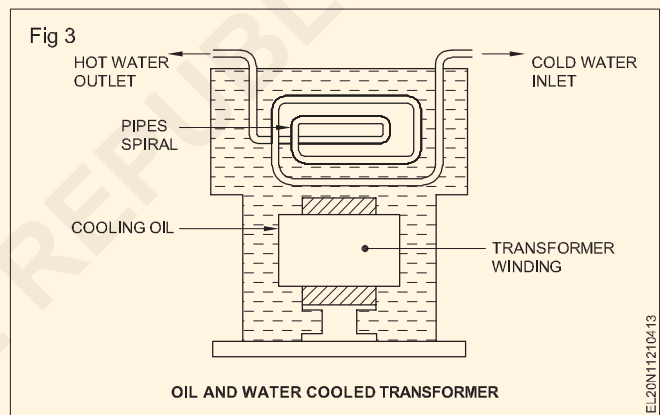 Fig 3
HOT WATER
OUTLET
COLD WATER
INLET
PIPES
SPIRAL
COOLING OIL
TRANSFORMER
WINDING
OIL AND WATER COOLED TRANSFORMER
EL20N11210413
REPUBL